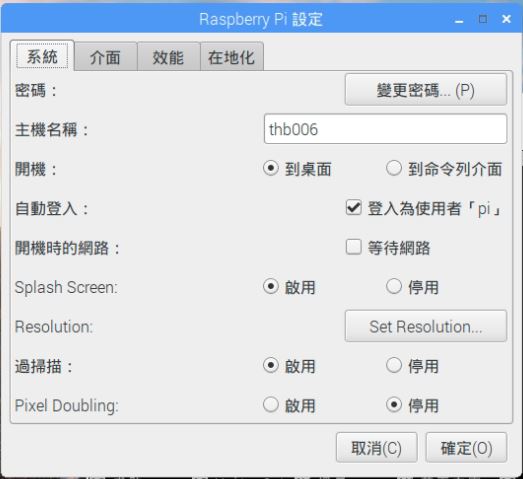 Raspberry Pi 設定
系統 介面 效能 在地化
密碼： 變更密碼... (P)
主機名稱： thb006
開機： 到桌面 到命令列介面
自動登入： 登入為使用者「pi」
開機時的網路： 等待網路
Splash Screen: 啟用 停用
Resolution: Set Resolution...
過掃描： 啟用 停用
Pixel Doubling: 啟用 停用
取消(C) 確定(O)